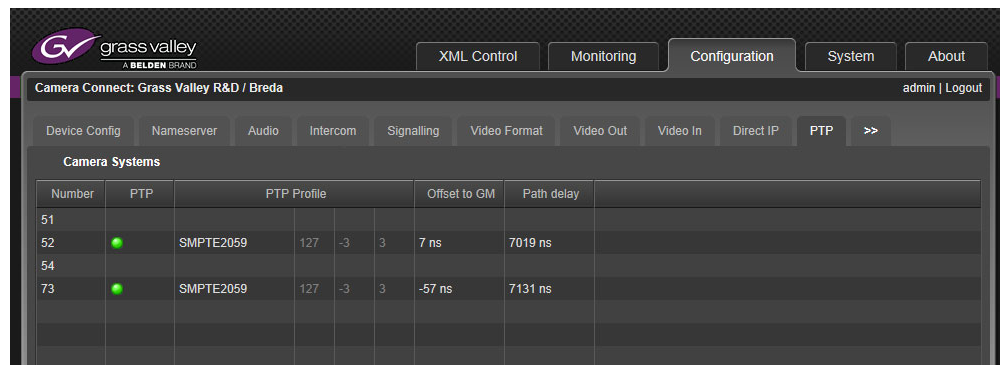 GV grassvalley
A BELDEN BRAND
XML Control Monitoring Configuration System About
Camera Connect: Grass Valley R&D / Breda admin | Logout
Device Config Nameserver Audio Intercom Signalling Video Format Video Out Video In Direct IP PTP >>
Camera Systems
Number PTP PTP Profile Offset to GM Path delay
51
52 SMPTE2059 127 -3 3 7 ns 7019 ns
54
73 SMPTE2059 127 -3 3 -57 ns 7131 ns